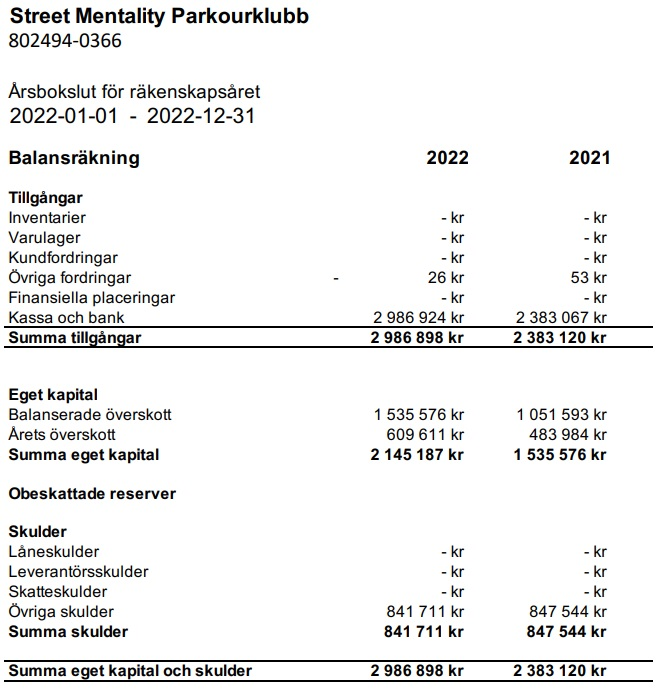 Street Mentality Parkourklubb
802494-0366
Årsbokslut för räkenskapsåret
2022-01-01 - 2022-12-31
Balansräkning 2022 2021
Tillgångar
Inventarier - kr - kr
Varulager - kr - kr
Kundfordringar - kr - kr
Övriga fordringar - 26 kr 53 kr
Finansiella placeringar - kr - kr
Kassa och bank 2 986 924 kr 2 383 067 kr
Summa tillgångar 2 986 898 kr 2 383 120 kr
Eget kapital
Balanserade överskott 1 535 576 kr 1 051 593 kr
Årets överskott 609 611 kr 483 984 kr
Summa eget kapital 2 145 187 kr 1 535 576 kr
Obeskattade reserver
Skulder
Låneskulder - kr - kr
Leverantörsskulder - kr - kr
Skatteskulder - kr - kr
Övriga skulder 841 711 kr 847 544 kr
Summa skulder 841 711 kr 847 544 kr
Summa eget kapital och skulder 2 986 898 kr 2 383 120 kr